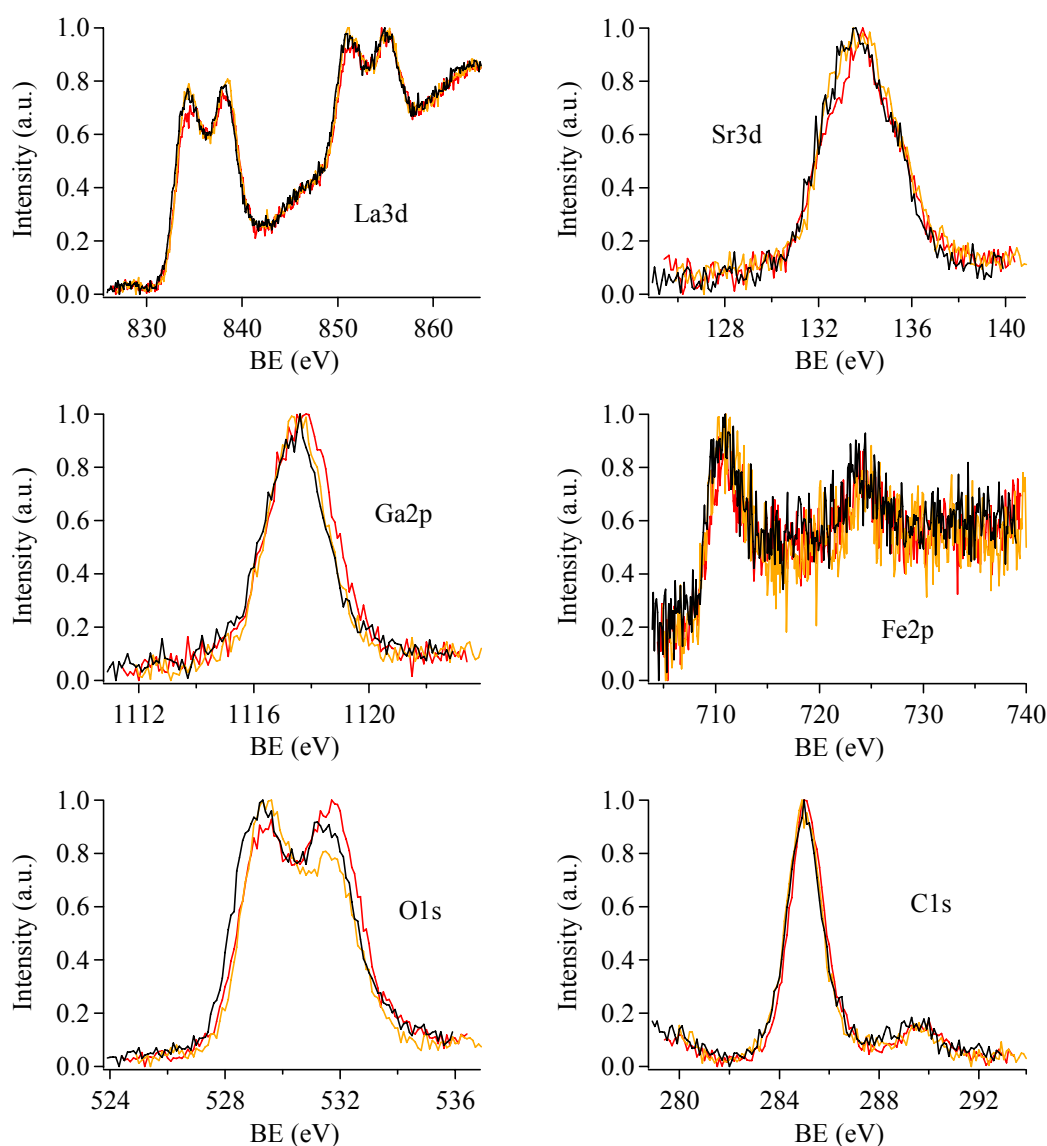 1.0
0.8
0.6
0.4
0.2
0.0
Intensity (a.u.)
La3d
830 840 850 860
BE (eV)
1.0
0.8
0.6
0.4
0.2
0.0
Intensity (a.u.)
Sr3d
128 132 136 140
BE (eV)
1.0
0.8
0.6
0.4
0.2
0.0
Intensity (a.u.)
Ga2p
1112 1116 1120
BE (eV)
1.0
0.8
0.6
0.4
0.2
0.0
Intensity (a.u.)
Fe2p
710 720 730 740
BE (eV)
1.0
0.8
0.6
0.4
0.2
0.0
Intensity (a.u.)
O1s
524 528 532 536
BE (eV)
1.0
0.8
0.6
0.4
0.2
0.0
Intensity (a.u.)
C1s
280 284 288 292
BE (eV)